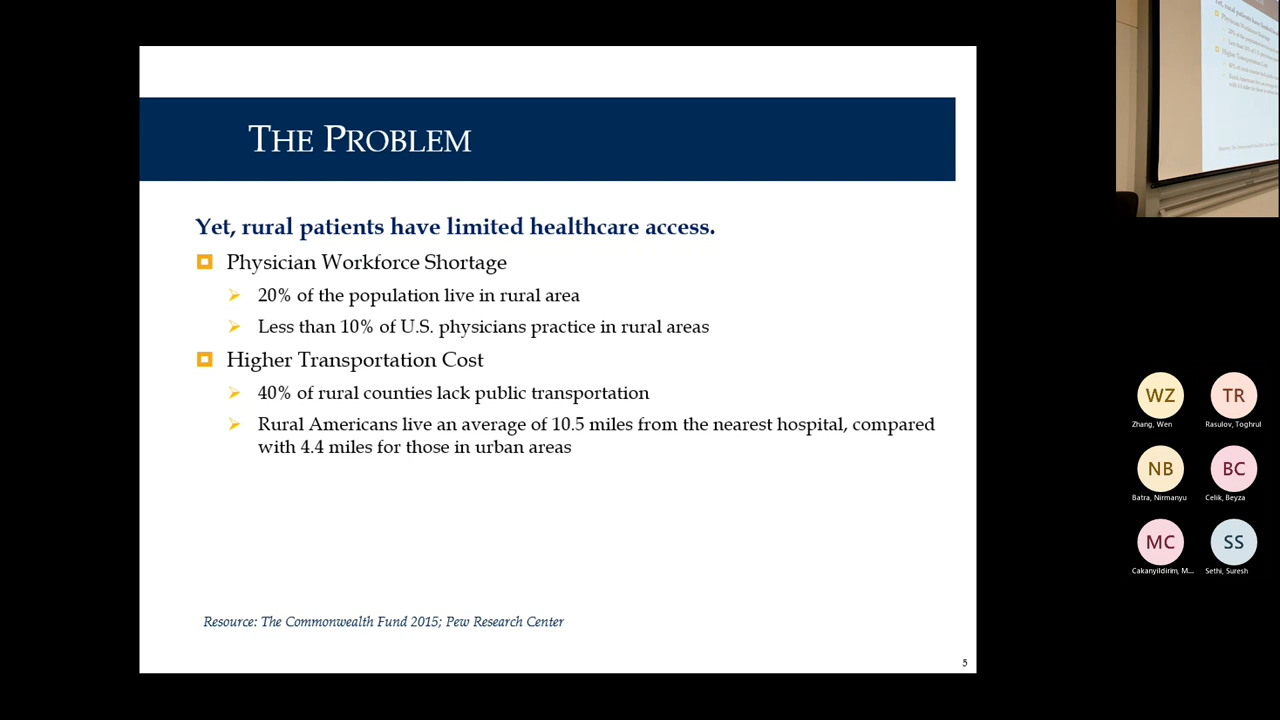 THE PROBLEM
Yet, rural patients have limited healthcare access.
Physician Workforce Shortage
20% of the population live in rural area
Less than 10% of U.S. physicians practice in rural areas
Higher Transportation Cost
40% of rural counties lack public transportation
Rural Americans live an average of 10.5 miles from the nearest hospital, compared
with 4.4 miles for those in urban areas
Resource: The Commonwealth Fund 2015; Pew Research Center
5
WZ
TR
Zhang, Wen
Rasulov, Toghrul
NB
BC
Batra, Nirmanyu
Celik, Beyza
MC
SS
Cakanyildirim, M...
Sethi, Suresh